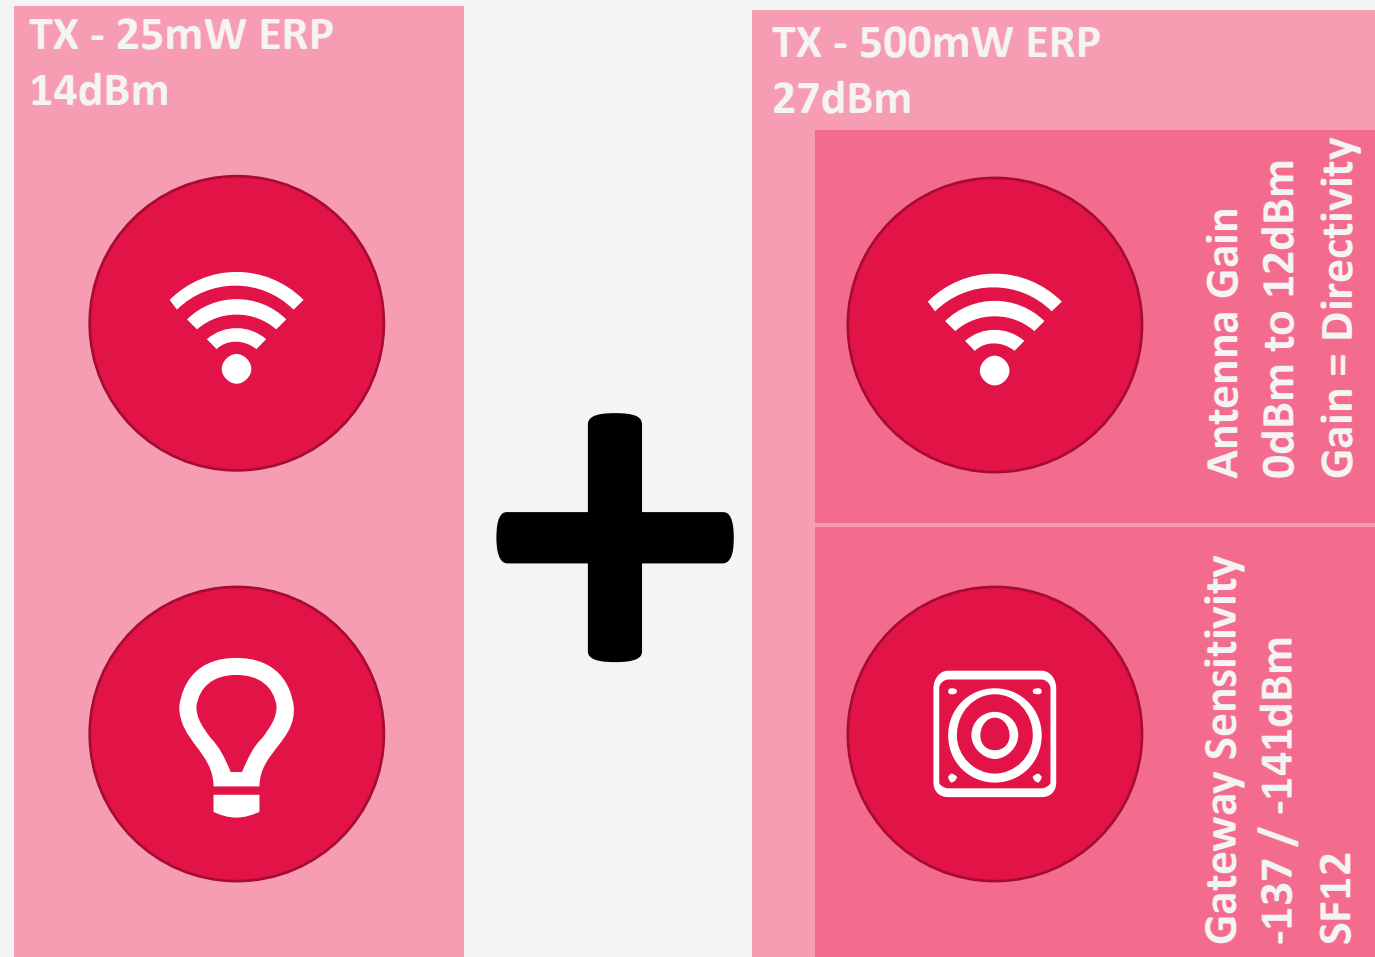 TX - 25mW ERP
14dBm
TX - 500mW ERP
27dBm
Antenna Gain
0dBm to 12dBm
Gain = Directivity
Gateway Sensitivity
-137 / -141dBm
SF12